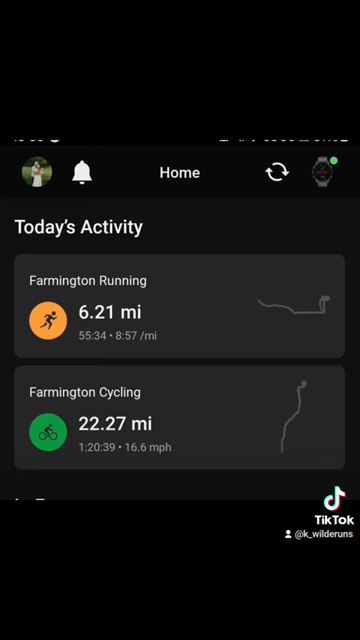 Home
Today's Activity
Farmington Running
6.21 mi
55:34 • 8:57 /mi
Farmington Cycling
22.27 mi
1:20:39 • 16.6 mph
TikTok
@k_wilderuns